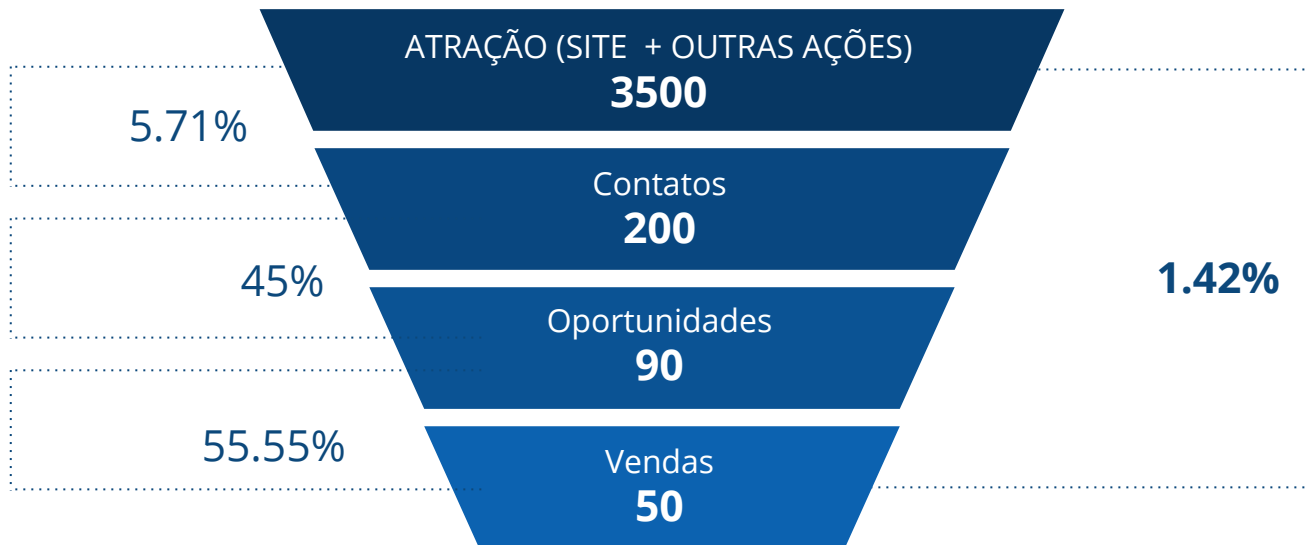 ATRAÇÃO (SITE + OUTRAS AÇÕES)
3500
5.71%
Contatos
200
45%
1.42%
Oportunidades
90
55.55%
Vendas
50